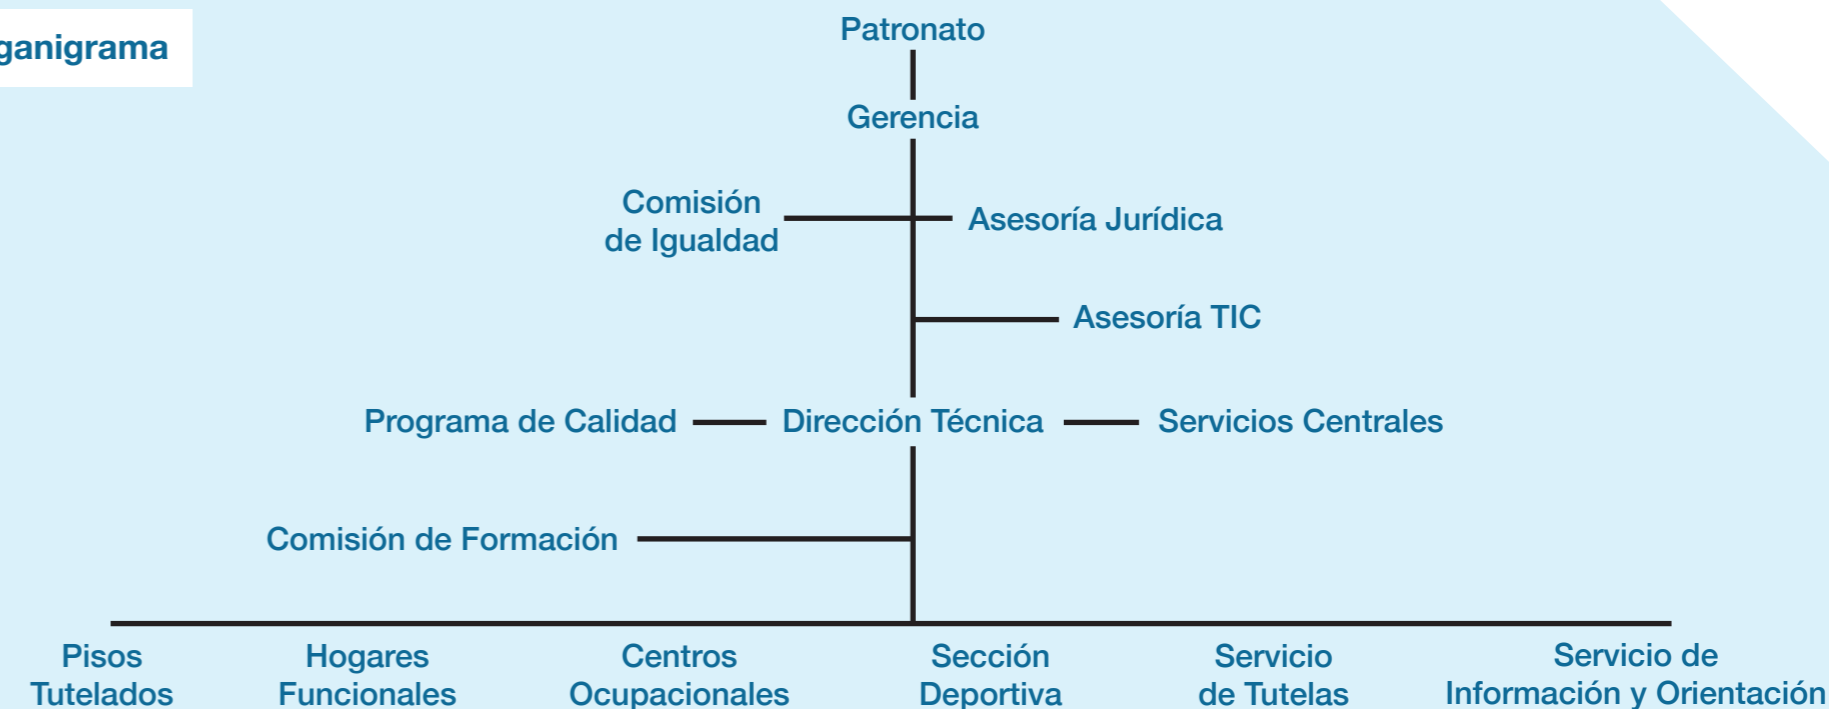 ganigrama
Patronato
Gerencia
Comisión
de Igualdad
Asesoría Jurídica
Asesoría TIC
Programa de Calidad
Dirección Técnica
Servicios Centrales
Comisión de Formación
Pisos
Tutelados
Hogares
Funcionales
Centros
Ocupacionales
Sección
Deportiva
Servicio
de Tutelas
Servicio de
Información y Orientación